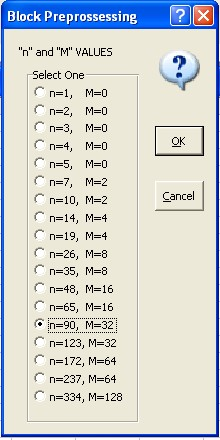 Block Preprossessing
"n" and "M" VALUES
Select One
n=1, M=0
n=2, M=0
n=3, M=0
n=4, M=0
n=5, M=0
n=7, M=2
n=10, M=2
n=14, M=4
n=19, M=4
n=26, M=8
n=35, M=8
n=48, M=16
n=65, M=16
n=90, M=32
n=123, M=32
n=172, M=64
n=237, M=64
n=334, M=128
?
OK
Cancel